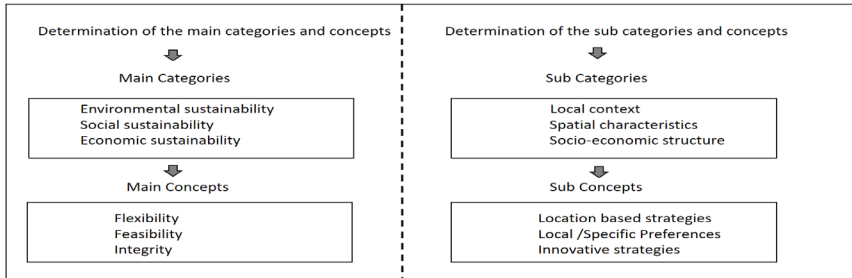 Determination of the main categories and concepts
Main Categories
Environmental sustainability
Social sustainability
Economic sustainability
Main Concepts
Flexibility
Feasibility
Integrity
Determination of the sub categories and concepts
Sub Categories
Local context
Spatial characteristics
Socio-economic structure
Sub Concepts
Location based strategies
Local /Specific Preferences
Innovative strategies